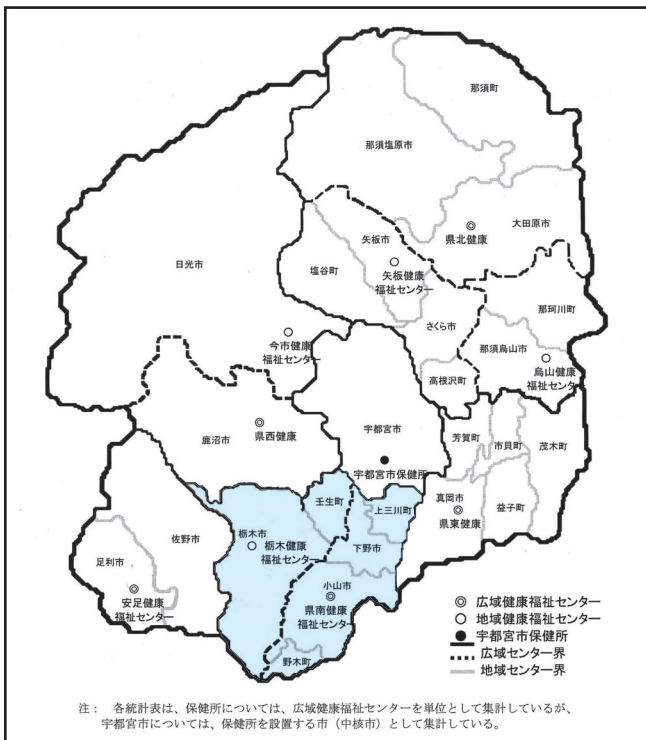 那須町
那須塩原市
大田原市
◎
県北健康
矢板市
○
矢板健康
福祉センター
塩谷町
日光市
那珂川町
さくら市
那須烏山市
○
烏山健康
福祉センタ
○
今市健康
福祉センター
高根沢町
◎
県西健康
鹿沼市
宇都宮市
芳賀町
市貝町
茂木町
●
宇都宮市保健所
真岡市
◎
県東健康
益子町
壬生町
上三川町
栃木市
○ 栃木健康
福祉センター
下野市
佐野市
足利市
◎
安足健康
福祉センター
小山市
◎
県南健康
福祉センター
野木町
◎ 広域健康福祉センター
○ 地域健康福祉センター
● 宇都宮市保健所
広域センター界
地域センター界
注： 各統計表は、保健所については、広域健康福祉センターを単位として集計しているが、
宇都宮市については、保健所を設置する市（中核市）として集計している。